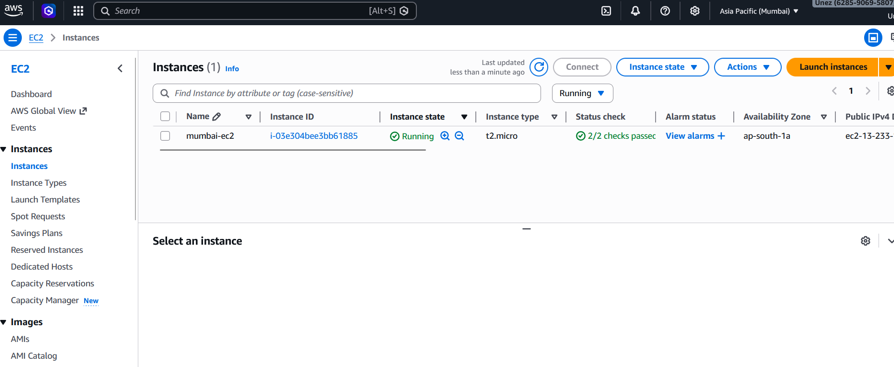 aws
Search [Alt+S]
Asia Pacific (Mumbai)
Unez (6285-9069-5807
EC2 > Instances
EC2
Dashboard
AWS Global View
Events
Instances
Instances
Instance Types
Launch Templates
Spot Requests
Savings Plans
Reserved Instances
Dedicated Hosts
Capacity Reservations
Capacity Manager New
Images
AMIs
AMI Catalog
Instances (1) Info
Last updated
less than a minute ago
Connect
Instance state
Actions
Launch instances
Find Instance by attribute or tag (case-sensitive)
Running
1
Name Instance ID Instance state Instance type Status check Alarm status Availability Zone Public IPv4 D
mumbai-ec2 i-03e304bee3bb61885 Running t2.micro 2/2 checks passec View alarms + ap-south-1a ec2-13-233-
Select an instance